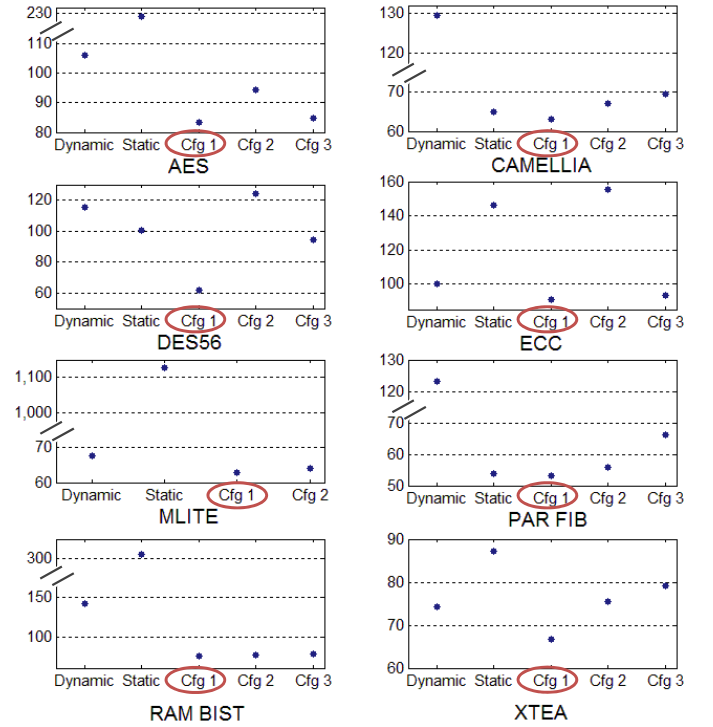 230
110
100
90
80
Dynamic Static Cfg 1 Cfg 2 Cfg 3
AES
130
120
70
60
Dynamic Static Cfg 1 Cfg 2 Cfg 3
CAMELLIA
120
100
80
60
Dynamic Static Cfg 1 Cfg 2 Cfg 3
DES56
160
140
120
100
Dynamic Static Cfg 1 Cfg 2 Cfg 3
ECC
1,100
1,000
70
60
Dynamic Static Cfg 1 Cfg 2
MLITE
130
120
70
60
50
Dynamic Static Cfg 1 Cfg 2 Cfg 3
PAR FIB
300
150
100
Dynamic Static Cfg 1 Cfg 2 Cfg 3
RAM BIST
90
80
70
60
Dynamic Static Cfg 1 Cfg 2 Cfg 3
XTEA